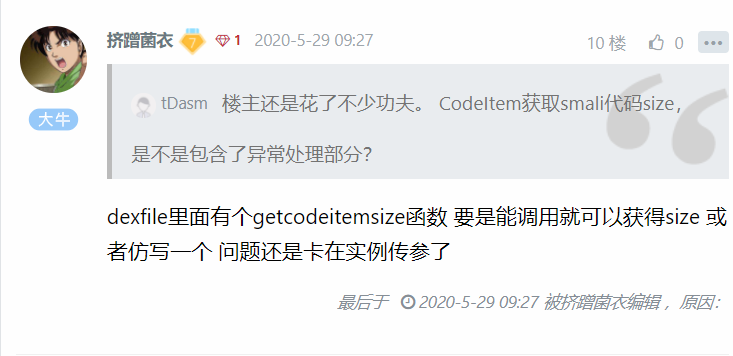 挤蹭菌衣 7 1 2020-5-29 09:27 10 楼 0
大牛
tDasm 楼主还是花了不少功夫。 CodeItem获取smali代码size，
是不是包含了异常处理部分？
dexfile里面有个getcodeitemsize函数 要是能调用就可以获得size 或
者仿写一个 问题还是卡在实例传参了
最后于 2020-5-29 09:27 被挤蹭菌衣编辑 ，原因：